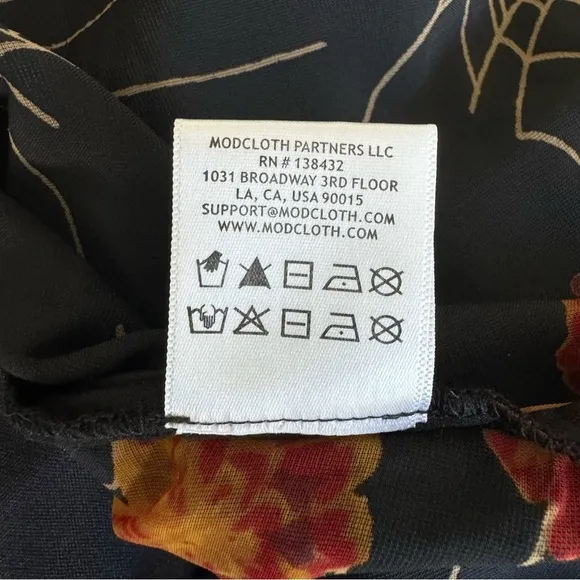 MODCLOTH PARTNERS LLC
RN # 138432
1031 BROADWAY 3RD FLOOR
LA, CA, USA 90015
SUPPORT@MODCLOTH.COM
WWW.MODCLOTH.COM